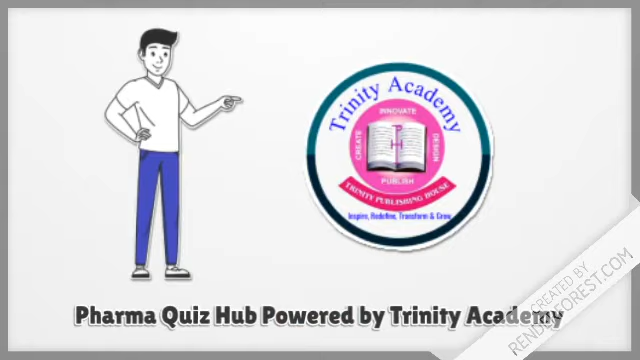 Trinity Academy
INNOVATE
CREATE
DESIGN
PUBLISH
TRINITY PUBLISHING HOUSE
Inspire, Redefine, Transform & Grow
Pharma Quiz Hub Powered by Trinity Academy
CREATED BY
RENDERFOREST.COM